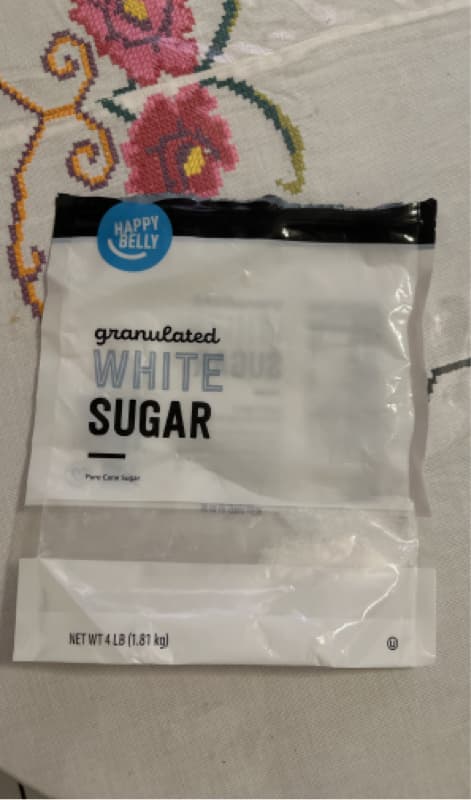 HAPPY
BELLY
granulated
WHITE
SUGAR
Pure Cane Sugar
NET WT 4 LB (1.81 kg)
U